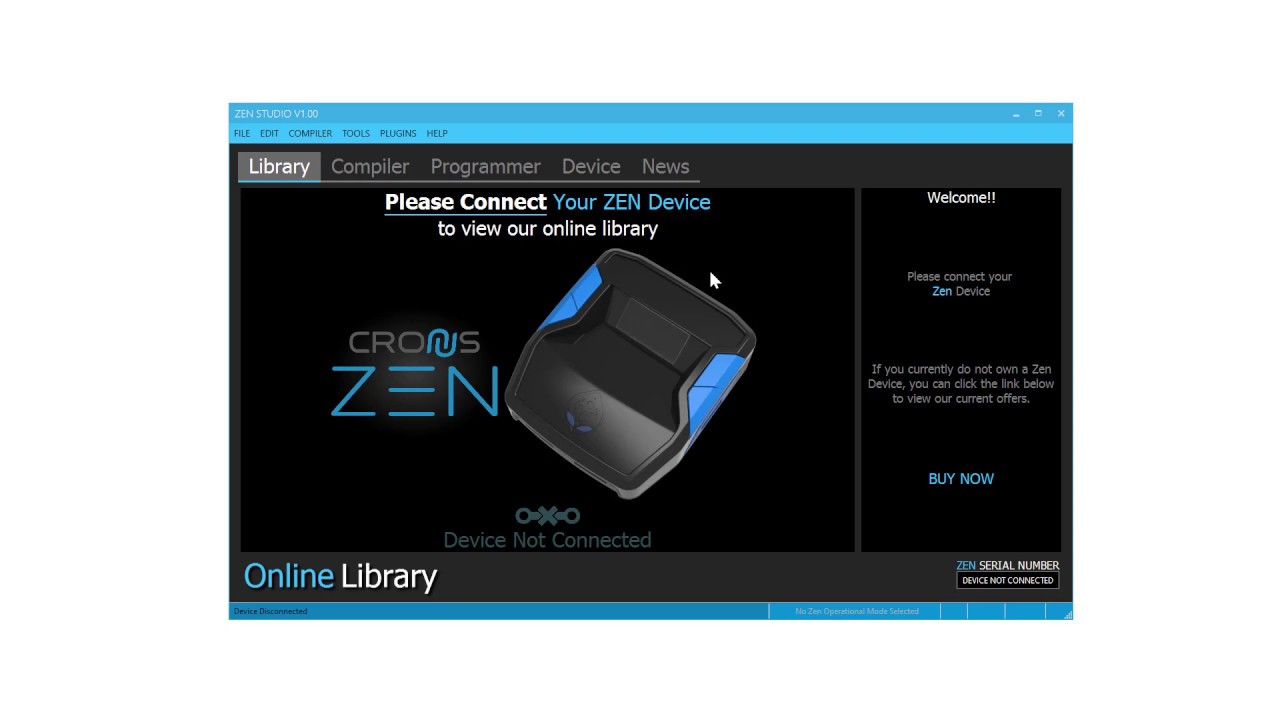 ZEN STUDIO V1.00
FILE EDIT COMPILER TOOLS PLUGINS HELP
Library Compiler Programmer Device News
Please Connect Your ZEN Device
to view our online library
CRONUS
ZEN
Device Not Connected
Welcome!!
Please connect your
Zen Device
If you currently do not own a Zen
Device, you can click the link below
to view our current offers.
BUY NOW
Online Library
ZEN SERIAL NUMBER
DEVICE NOT CONNECTED
Device Disconnected
No Zen Operational Mode Selected